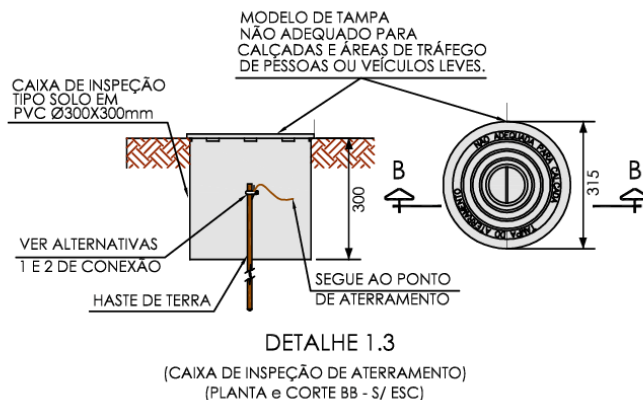 MODELO DE TAMPA
NÃO ADEQUADO PARA
CALÇADAS E ÁREAS DE TRÁFEGO
DE PESSOAS OU VEÍCULOS LEVES.
CAIXA DE INSPEÇÃO
TIPO SOLO EM
PVC Ø300X300mm
NÃO ADEQUADA PARA CALÇADA
TAMPA DO ATERRAMENTO
B
B
300
315
VER ALTERNATIVAS
1 E 2 DE CONEXÃO
HASTE DE TERRA
SEGUE AO PONTO
DE ATERRAMENTO
DETALHE 1.3
(CAIXA DE INSPEÇÃO DE ATERRAMENTO)
(PLANTA e CORTE BB - S/ ESC)